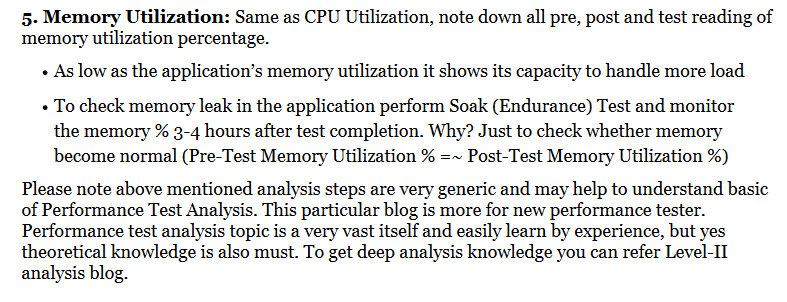 5. Memory Utilization: Same as CPU Utilization, note down all pre, post and test reading of
memory utilization percentage.
• As low as the application's memory utilization it shows its capacity to handle more load
• To check memory leak in the application perform Soak (Endurance) Test and monitor
the memory % 3-4 hours after test completion. Why? Just to check whether memory
become normal (Pre-Test Memory Utilization % =~ Post-Test Memory Utilization %)
Please note above mentioned analysis steps are very generic and may help to understand basic
of Performance Test Analysis. This particular blog is more for new performance tester.
Performance test analysis topic is a very vast itself and easily learn by experience, but yes
theoretical knowledge is also must. To get deep analysis knowledge you can refer Level-II
analysis blog.